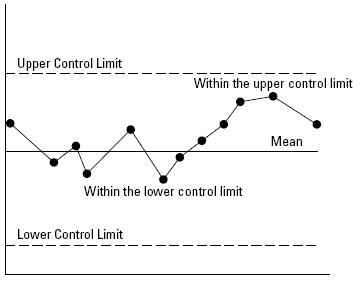 Upper Control Limit
Within the upper control limit
Mean
Within the lower control limit
Lower Control Limit